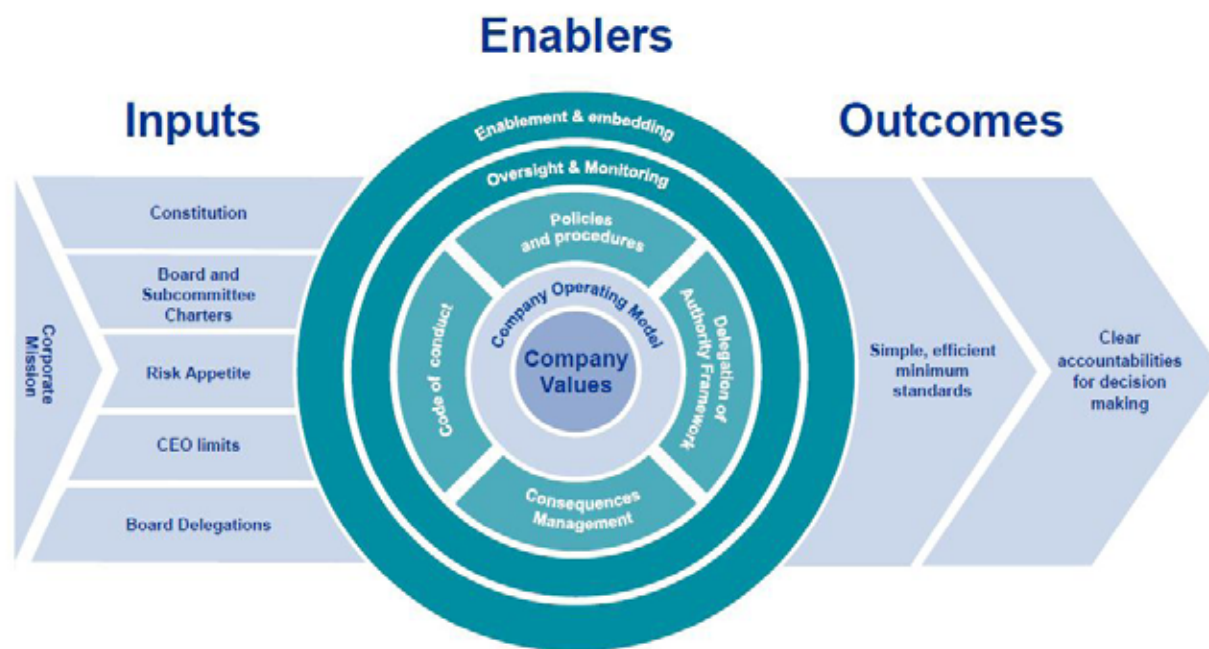 Enablers
Inputs
Outcomes
Corporate
Mission
Constitution
Board and
Subcommittee
Charters
Risk Appetite
CEO limits
Board Delegations
Enablement & embedding
Oversight & Monitoring
Policies
and procedures
Code of conduct
Company Operating Model
Company
Values
Delegation of
Authority Framework
Consequences
Management
Simple, efficient
minimum
standards
Clear
accountabilities
for decision
making